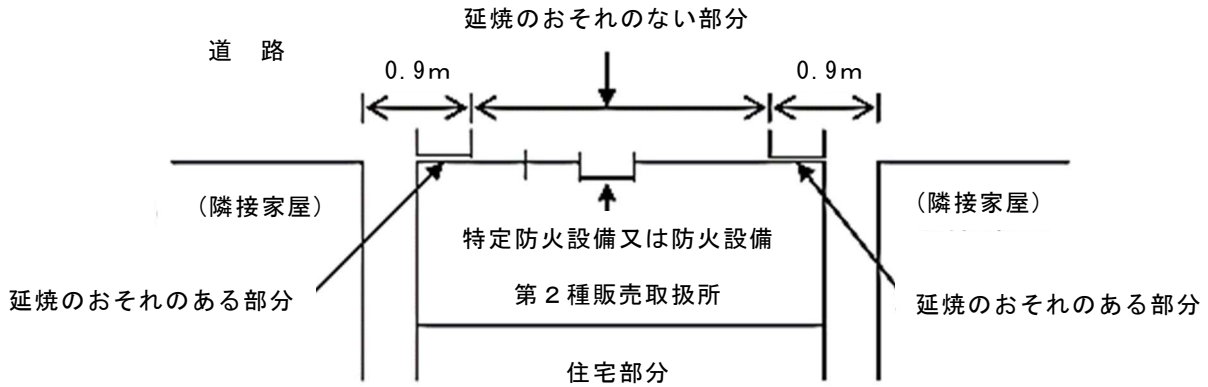 延焼のおそれのない部分
道 路
0.9m
0.9m
(隣接家屋)
(隣接家屋)
特定防火設備又は防火設備
第2種販売取扱所
延焼のおそれのある部分
延焼のおそれのある部分
住宅部分